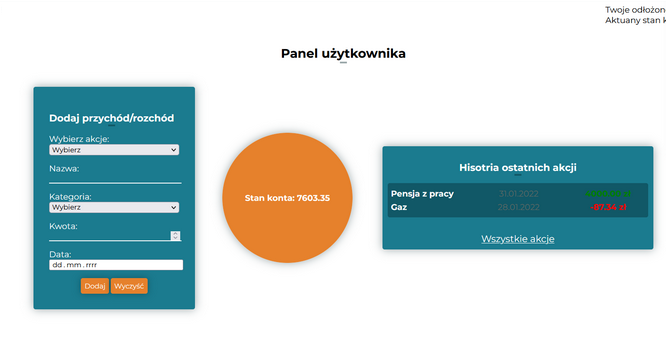 Twoje odłożon
Aktuany stan k
Panel użytkownika
Dodaj przychód/rozchód
Wybierz akcje:
Wybierz
Nazwa:
Kategoria:
Wybierz
Kwota:
Data:
dd . mm . rrrr
Dodaj Wyczyść
Stan konta: 7603.35
Hisotria ostatnich akcji
Pensja z pracy 31.01.2022
Gaz 28.01.2022 -67.34 zł
Wszystkie akcje